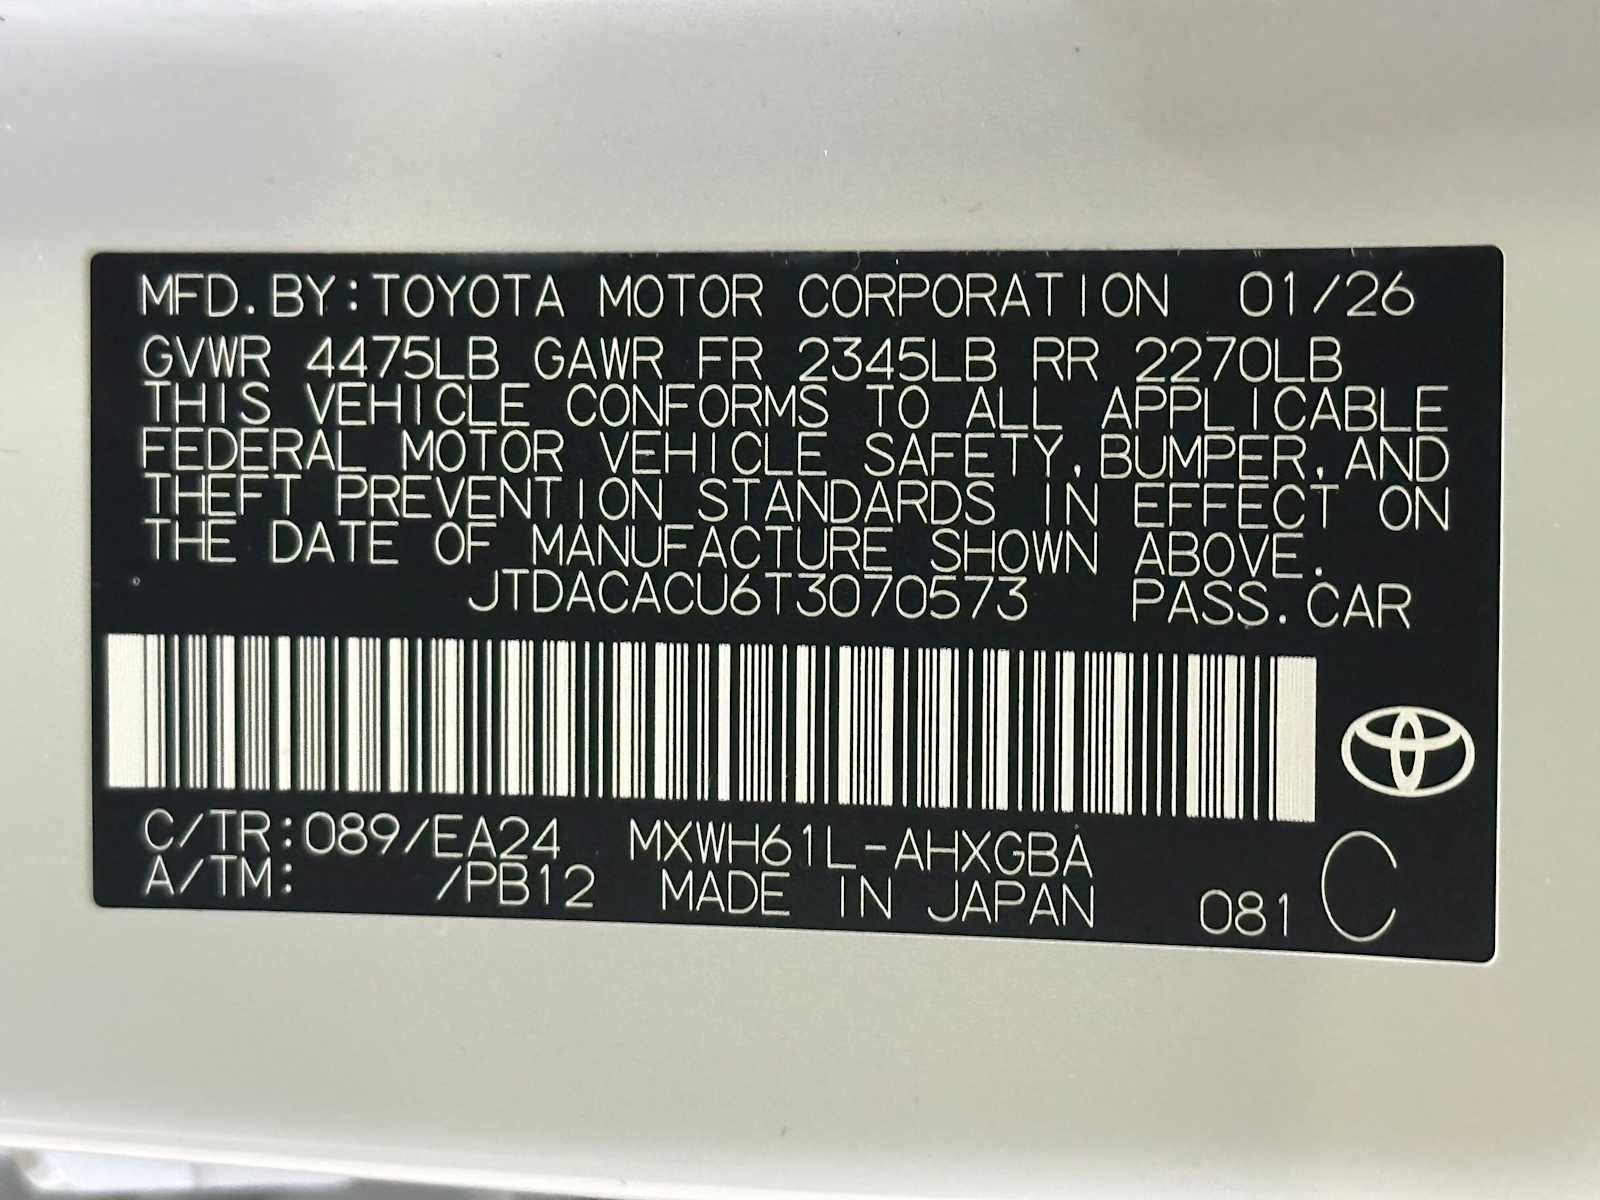 MFD.BY:TOYOTA MOTOR CORPORATION 01/26
GVWR 4475LB GAWR FR 2345LB RR 2270LB
THIS VEHICLE CONFORMS TO ALL APPLICABLE
FEDERAL MOTOR VEHICLE SAFETY,BUMPER,AND
THEFT PREVENTION STANDARDS IN EFFECT ON
THE DATE OF MANUFACTURE SHOWN ABOVE.
JTDACACU6T3070573 PASS.CAR
C/TR:089/EA24 MXWH61L-AHXGBA
A/TM: /PB12 MADE IN JAPAN 081 C